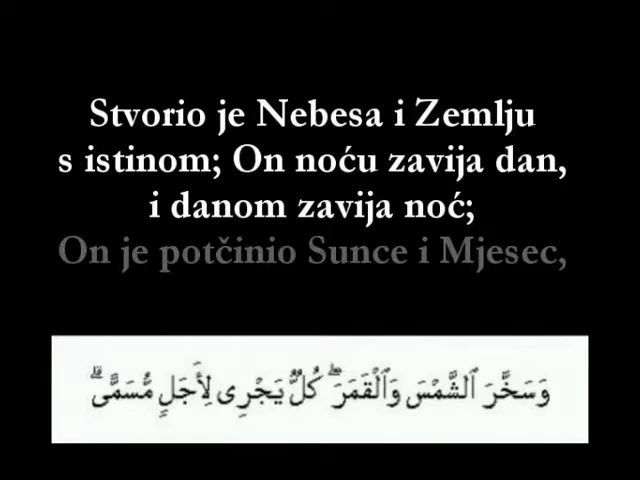 Stvorio je Nebesa i Zemlju
s istinom; On noću zavija dan,
i danom zavija noć;
On je potčinio Sunce i Mjesec,
وَسَخَّرَ ٱلشَّمْسَ وَٱلْقَمَرَ ۖ كُلٌّ يَجْرِى لِأَجَلٍ مُّسَمًّى ۗ